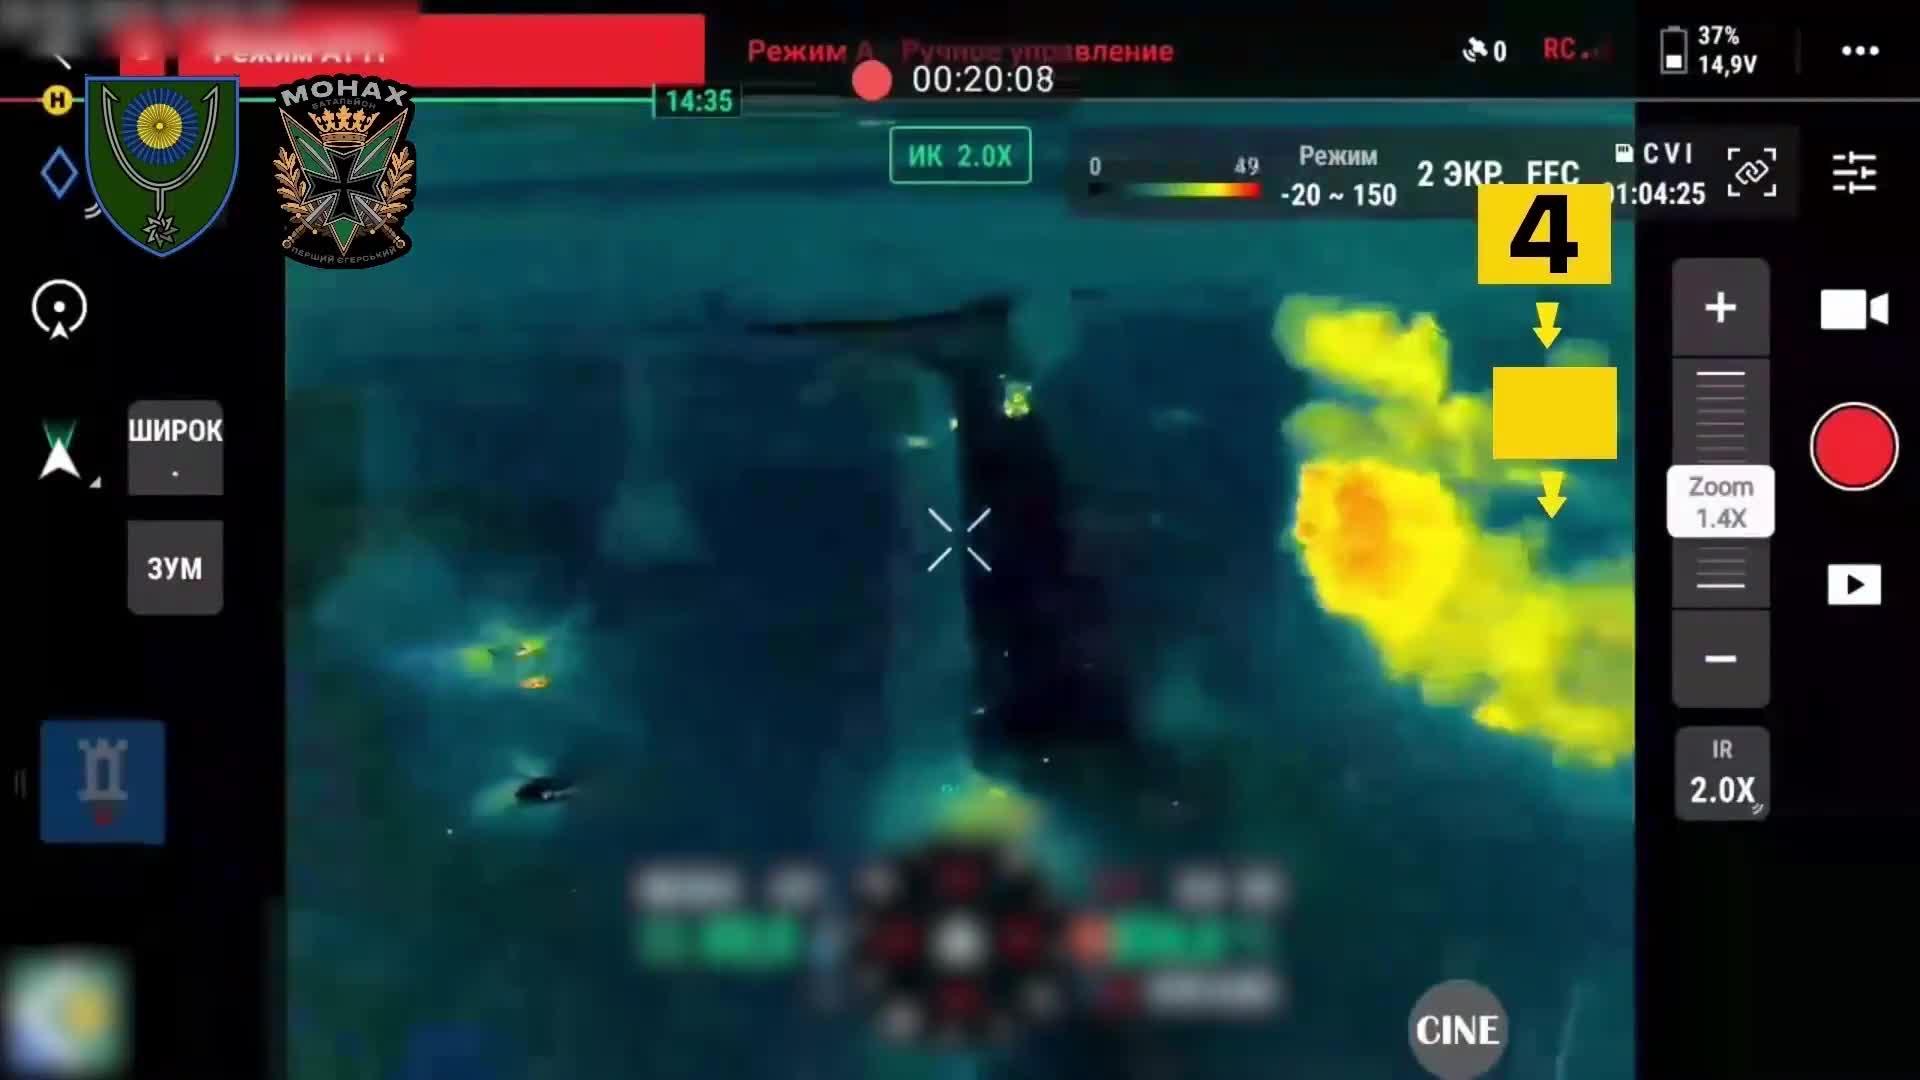 Режим А
Ручное управление
00:20:08
14:35
0
RC
37%
14,9V
H
МОНАХ
БАТАЛЬЙОН
ПЕРШИЙ ЄГЕРСЬКИЙ
ИК 2.0X
0
49
Режим
-20 ~ 150
2 ЭКР.
FFC
CVI
01:04:25
4
ШИРОК
ЗУМ
Zoom
1.4X
IR
2.0X
CINE